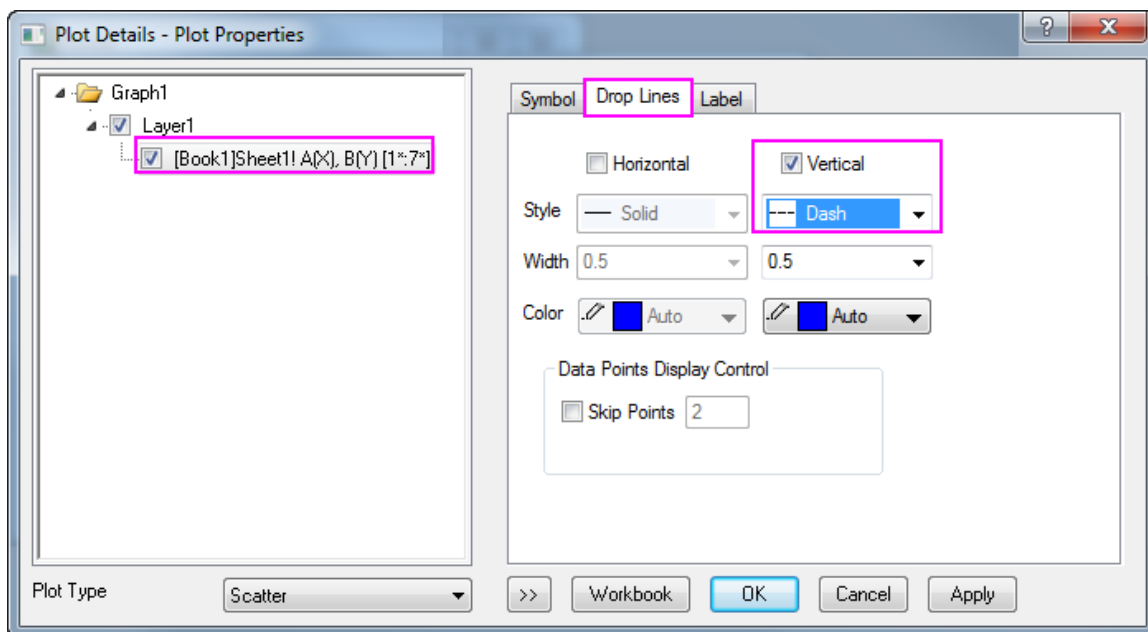 Plot Details - Plot Properties
Graph1
Layer1
[Book1]Sheet1! A(X), B(Y) [1*:7*]
Symbol Drop Lines Label
Horizontal Vertical
Style Solid Dash
Width 0.5 0.5
Color Auto Auto
Data Points Display Control
Skip Points 2
Plot Type Scatter >> Workbook OK Cancel Apply